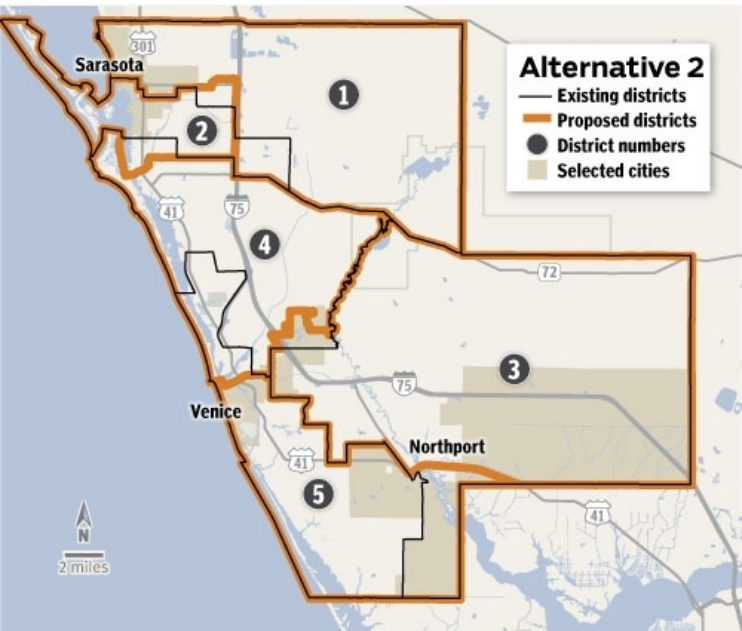 301
Sarasota
1
2
Alternative 2
Existing districts
Proposed districts
District numbers
Selected cities
41
75
4
72
3
75
Venice
Northport
41
5
41
N
2 miles